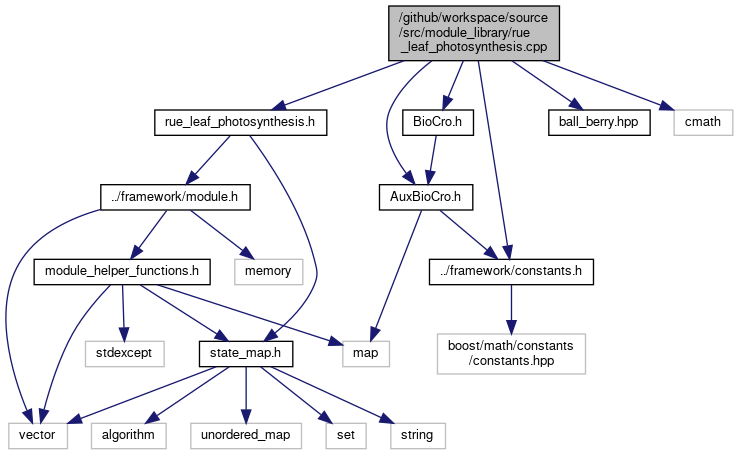 /github/workspace/source
/src/module_library/rue
_leaf_photosynthesis.cpp
rue_leaf_photosynthesis.h
BioCro.h
ball_berry.hpp
cmath
../framework/module.h
AuxBioCro.h
module_helper_functions.h
memory
../framework/constants.h
stdexcept
state_map.h
map
boost/math/constants
/constants.hpp
vector
algorithm
unordered_map
set
string